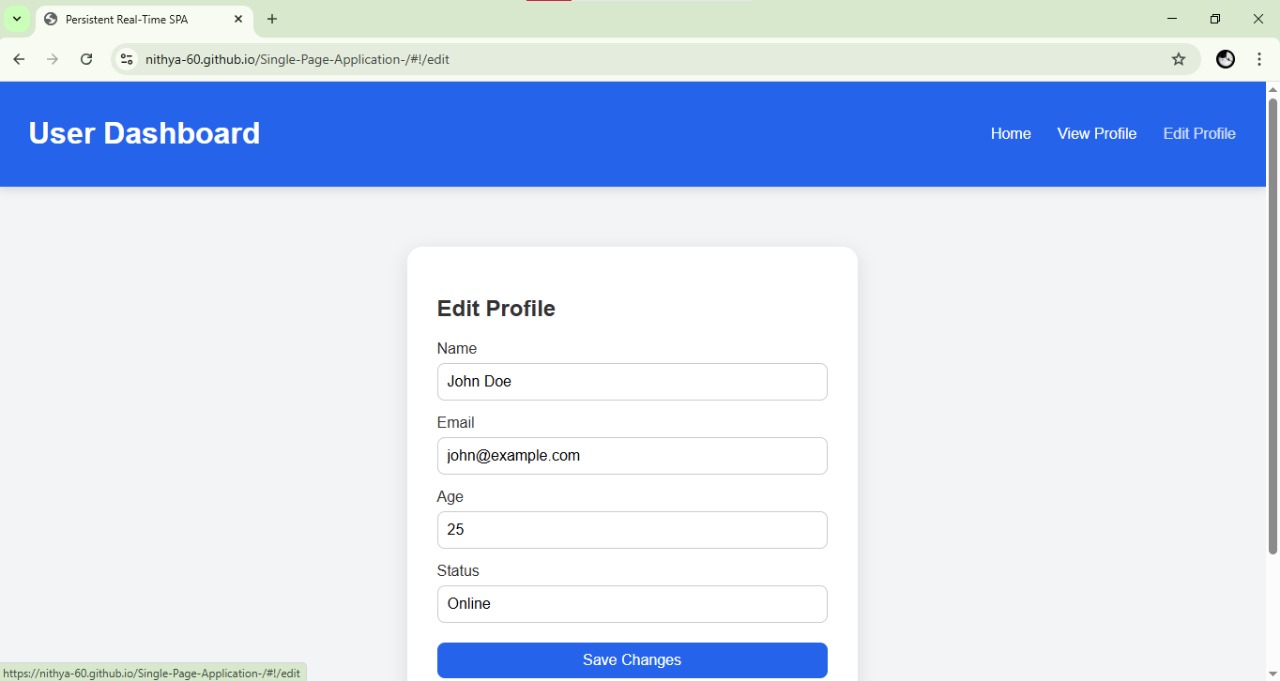 Persistent Real-Time SPA
nithya-60.github.io/Single-Page-Application-/#!/edit
User Dashboard
Home View Profile Edit Profile
Edit Profile
Name
John Doe
Email
john@example.com
Age
25
Status
Online
Save Changes
https://nithya-60.github.io/Single-Page-Application-/#!/edit